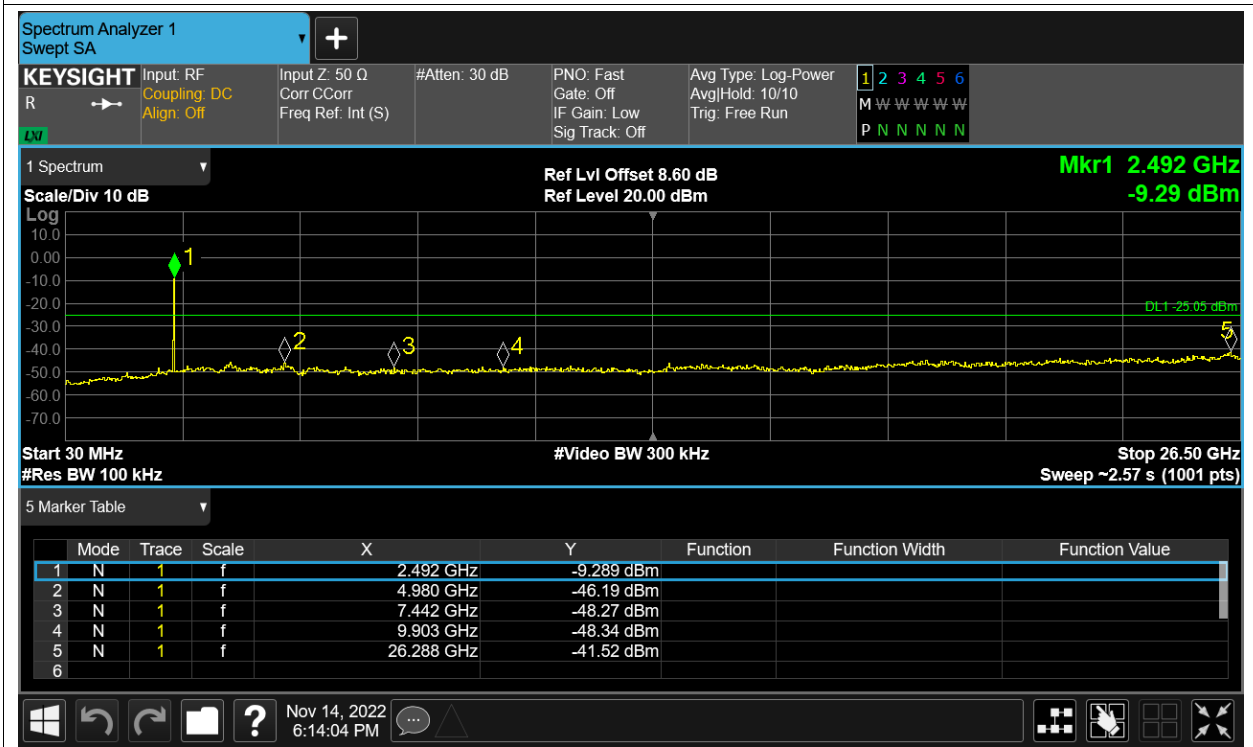 Spectrum Analyzer 1
Swept SA
KEYSIGHT
R
LXI
Input: RF
Coupling: DC
Align: Off
Input Z: 50 Ω
Corr CCorr
Freq Ref: Int (S)
#Atten: 30 dB
PNO: Fast
Gate: Off
IF Gain: Low
Sig Track: Off
Avg Type: Log-Power
Avg|Hold: 10/10
Trig: Free Run
1 2 3 4 5 6
M W W W W W
P N N N N N
1 Spectrum
Scale/Div 10 dB
Ref Lvl Offset 8.60 dB
Ref Level 20.00 dBm
Mkr1 2.492 GHz
-9.29 dBm
Log
10.0
0.00
-10.0
-20.0
-30.0
-40.0
-50.0
-60.0
-70.0
1
2
3
4
5
DL1 -25.05 dBm
Start 30 MHz
#Res BW 100 kHz
#Video BW 300 kHz
Stop 26.50 GHz
Sweep ~2.57 s (1001 pts)
5 Marker Table
Mode Trace Scale X Y Function Function Width Function Value
1 N 1 f 2.492 GHz -9.289 dBm
2 N 1 f 4.980 GHz -46.19 dBm
3 N 1 f 7.442 GHz -48.27 dBm
4 N 1 f 9.903 GHz -48.34 dBm
5 N 1 f 26.288 GHz -41.52 dBm
6
?
Nov 14, 2022
6:14:04 PM